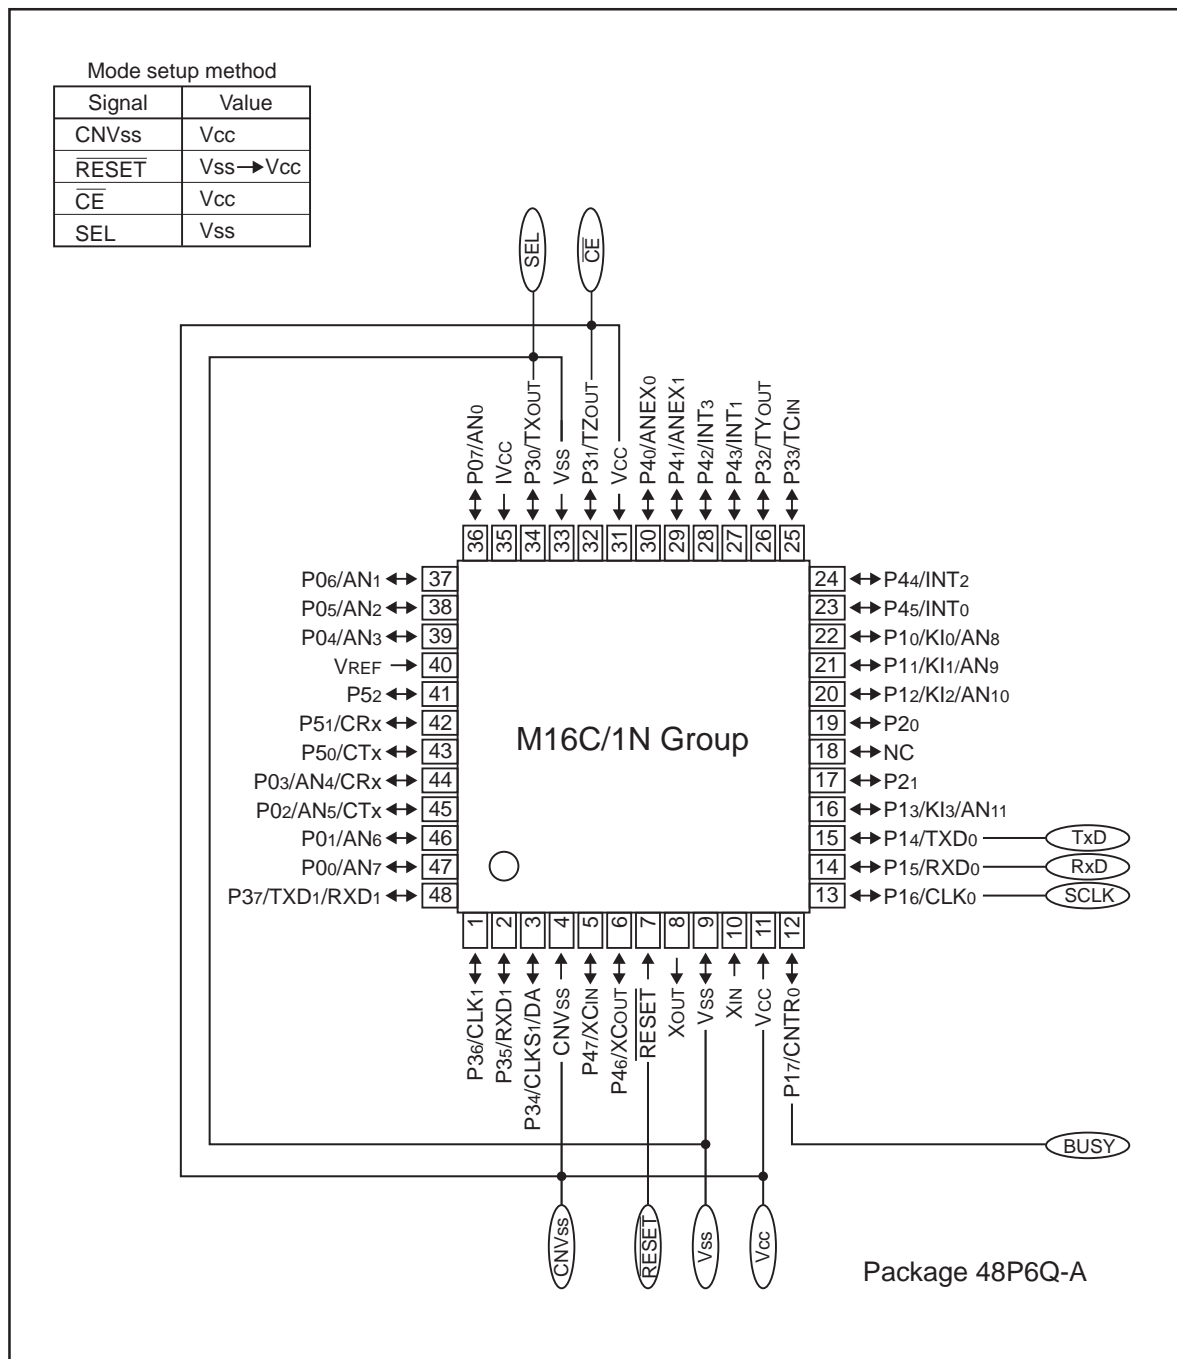 Mode setup method
Signal Value
CNVss Vcc
RESET Vss→Vcc
CE Vcc
SEL Vss
SEL
CE
P07/AN0
IVCC
P30/TXOUT
VSS
P31/TZOUT
VCC
P40/ANEX0
P41/ANEX1
P42/INT3
P43/INT1
P32/TYOUT
P33/TCIN
36 35 34 33 32 31 30 29 28 27 26 25
P06/AN1 37
P05/AN2 38
P04/AN3 39
VREF 40
P52 41
P51/CRx 42
P50/CTx 43
P03/AN4/CRx 44
P02/AN5/CTx 45
P01/AN6 46
P00/AN7 47
P37/TXD1/RXD1 48
M16C/1N Group
24 P44/INT2
23 P45/INT0
22 P10/KI0/AN8
21 P11/KI1/AN9
20 P12/KI2/AN10
19 P20
18 NC
17 P21
16 P13/KI3/AN11
15 P14/TXD0 TxD
14 P15/RXD0 RxD
13 P16/CLK0 SCLK
1 2 3 4 5 6 7 8 9 10 11 12
P36/CLK1
P35/RXD1
P34/CLKS1/DA
CNVSS
P47/XCIN
P46/XCOUT
RESET
XOUT
VSS
XIN
VCC
P17/CNTR0
BUSY
CNVss
RESET
Vss
Vcc
Package 48P6Q-A